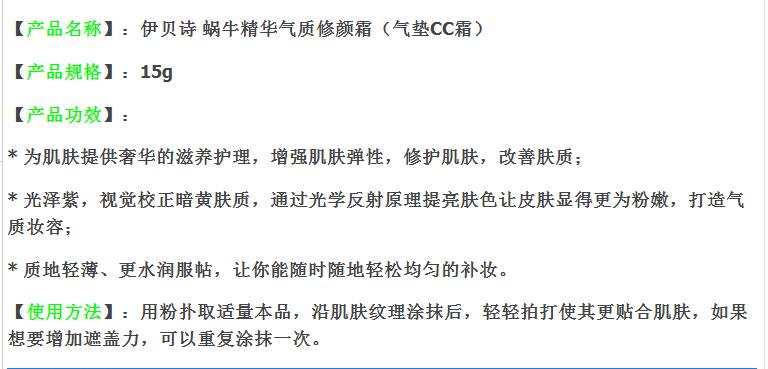 【产品名称】：伊贝诗 蜗牛精华气质修颜霜（气垫CC霜）
【产品规格】：15g
【产品功效】：
* 为肌肤提供奢华的滋养护理，增强肌肤弹性，修护肌肤，改善肤质；
* 光泽紫，视觉校正暗黄肤质，通过光学反射原理提亮肤色让皮肤显得更为粉嫩，打造气
质妆容；
* 质地轻薄、更水润服帖，让你能随时随地轻松均匀的补妆。
【使用方法】：用粉扑取适量本品，沿肌肤纹理涂抹后，轻轻拍打使其更贴合肌肤，如果
想要增加遮盖力，可以重复涂抹一次。